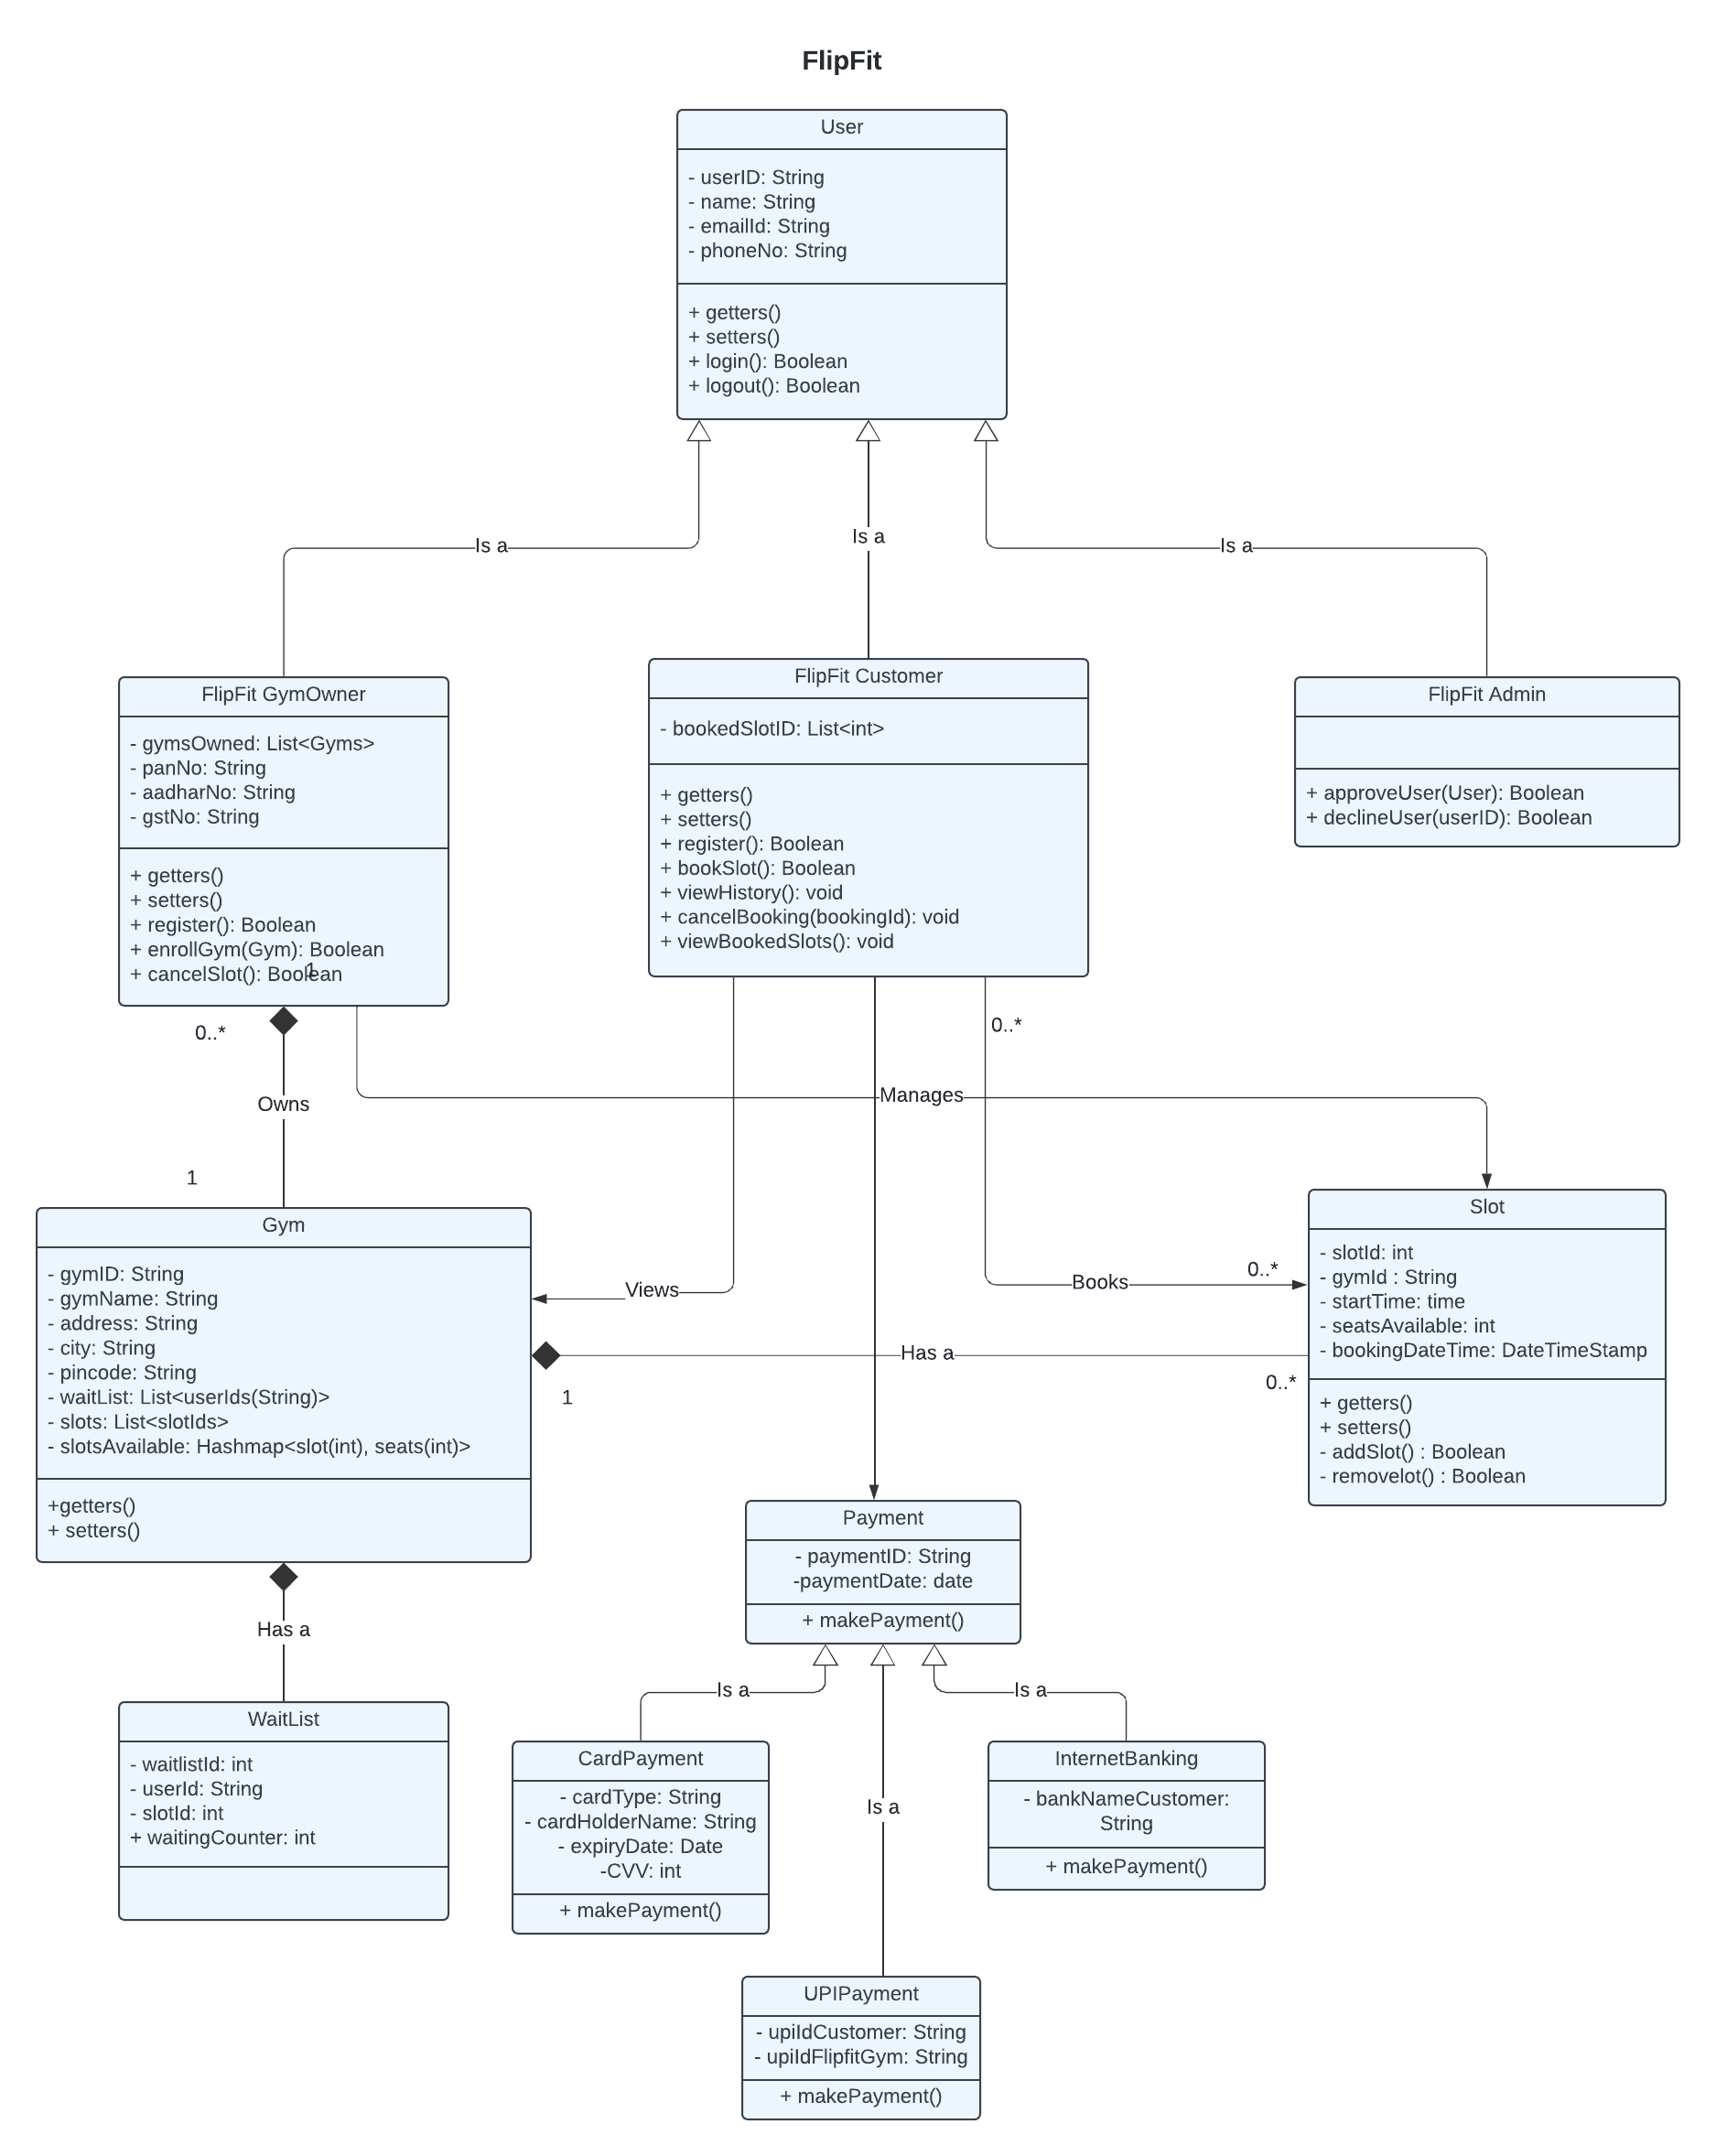 FlipFit
User
- userID: String
- name: String
- emailId: String
- phoneNo: String
+ getters()
+ setters()
+ login(): Boolean
+ logout(): Boolean
Is a
Is a
Is a
FlipFit GymOwner
- gymsOwned: List<Gyms>
- panNo: String
- aadharNo: String
- gstNo: String
+ getters()
+ setters()
+ register(): Boolean
+ enrollGym(Gym): Boolean
+ cancelSlot(): Boolean
1
FlipFit Customer
- bookedSlotID: List<int>
+ getters()
+ setters()
+ register(): Boolean
+ bookSlot(): Boolean
+ viewHistory(): void
+ cancelBooking(bookingId): void
+ viewBookedSlots(): void
FlipFit Admin
+ approveUser(User): Boolean
+ declineUser(userID): Boolean
0..*
0..*
Owns
Manages
1
Gym
- gymID: String
- gymName: String
- address: String
- city: String
- pincode: String
- waitList: List<userIds(String)>
- slots: List<slotIds>
- slotsAvailable: Hashmap<slot(int), seats(int)>
+getters()
+ setters()
Views
Books
0..*
Has a
1
0..*
Slot
- slotId: int
- gymId : String
- startTime: time
- seatsAvailable: int
- bookingDateTime: DateTimeStamp
+ getters()
+ setters()
- addSlot() : Boolean
- removelot() : Boolean
Payment
- paymentID: String
-paymentDate: date
+ makePayment()
Has a
Is a
Is a
Is a
WaitList
- waitlistId: int
- userId: String
- slotId: int
+ waitingCounter: int
CardPayment
- cardType: String
- cardHolderName: String
- expiryDate: Date
-CVV: int
+ makePayment()
InternetBanking
- bankNameCustomer:
String
+ makePayment()
UPIPayment
- upiIdCustomer: String
- upiIdFlipfitGym: String
+ makePayment()